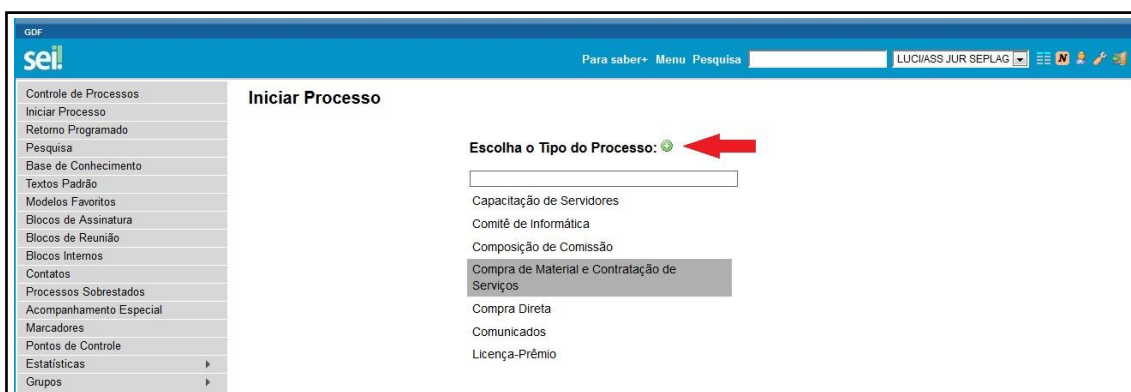 GDF
sei!
Para saber+ Menu Pesquisa
LUCI/ASS JUR SEPLAG
N
Controle de Processos
Iniciar Processo
Retorno Programado
Pesquisa
Base de Conhecimento
Textos Padrão
Modelos Favoritos
Blocos de Assinatura
Blocos de Reunião
Blocos Internos
Contatos
Processos Sobrestados
Acompanhamento Especial
Marcadores
Pontos de Controle
Estatísticas
Grupos
Iniciar Processo
Escolha o Tipo do Processo:
Capacitação de Servidores
Comitê de Informática
Composição de Comissão
Compra de Material e Contratação de
Serviços
Compra Direta
Comunicados
Licença-Prêmio